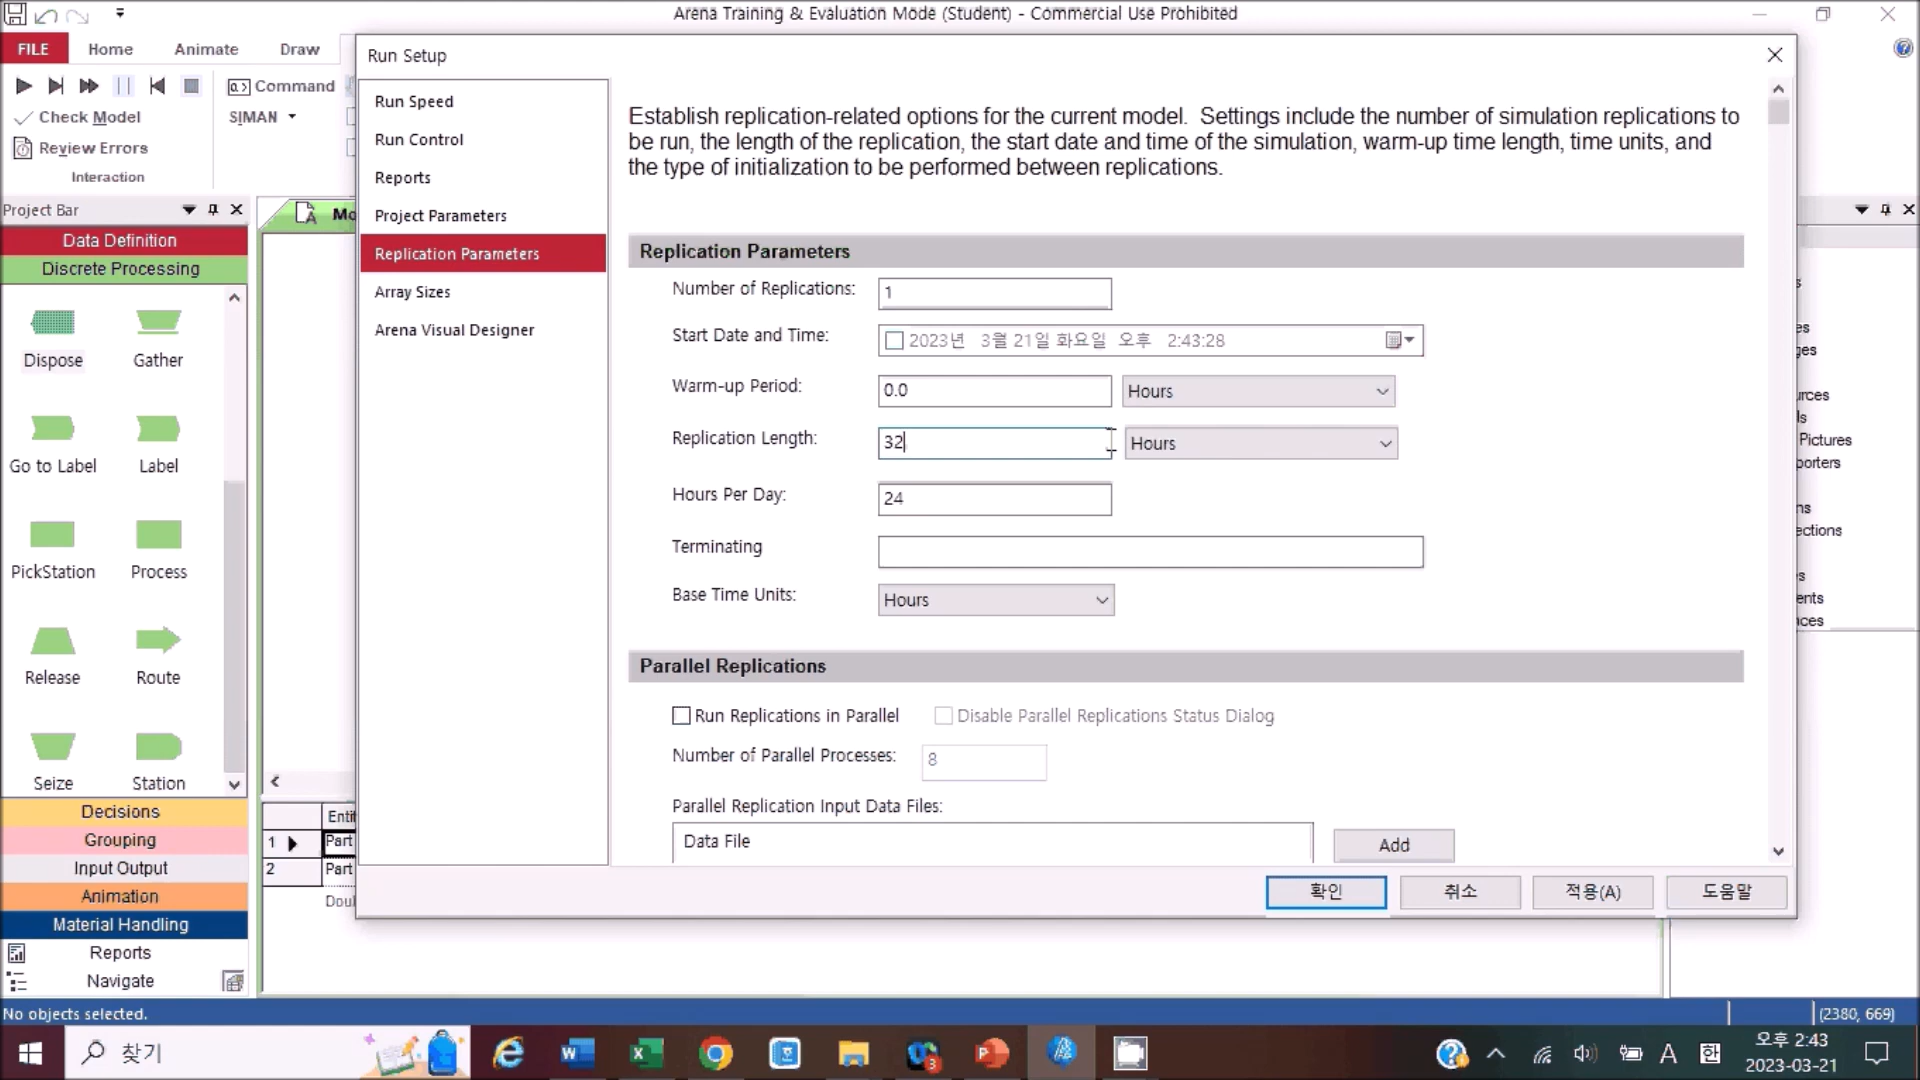 Arena Training & Evaluation Mode (Student) - Commercial Use Prohibited
FILE
Home
Animate
Draw
Command
Check Model
SIMAN
Review Errors
Interaction
Project Bar
Data Definition
Discrete Processing
Dispose
Gather
Go to Label
Label
PickStation
Process
Release
Route
Seize
Station
Decisions
Grouping
Input Output
Animation
Material Handling
Reports
Navigate
Mo
Entit
1
Part
2
Part
Doul
Run Setup
Run Speed
Run Control
Reports
Project Parameters
Replication Parameters
Array Sizes
Arena Visual Designer
Establish replication-related options for the current model. Settings include the number of simulation replications to
be run, the length of the replication, the start date and time of the simulation, warm-up time length, time units, and
the type of initialization to be performed between replications.
Replication Parameters
Number of Replications:
1
Start Date and Time:
2023년 3월 21일 화요일 오후 2:43:28
Warm-up Period:
0.0
Hours
Replication Length:
32
Hours
Hours Per Day:
24
Terminating
Base Time Units:
Hours
Parallel Replications
Run Replications in Parallel
Disable Parallel Replications Status Dialog
Number of Parallel Processes:
8
Parallel Replication Input Data Files:
Data File
Add
확인
취소
적용(A)
도움말
Pictures
No objects selected.
(2380, 669)
찾기
3
A
한
오후 2:43
2023-03-21